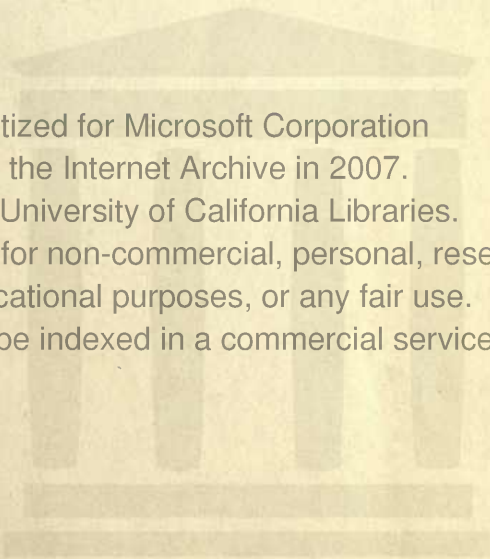 tized for Microsoft Corporation
the Internet Archive in 2007.
University of California Libraries.
for non-commercial, personal, rese
cational purposes, or any fair use.
be indexed in a commercial service